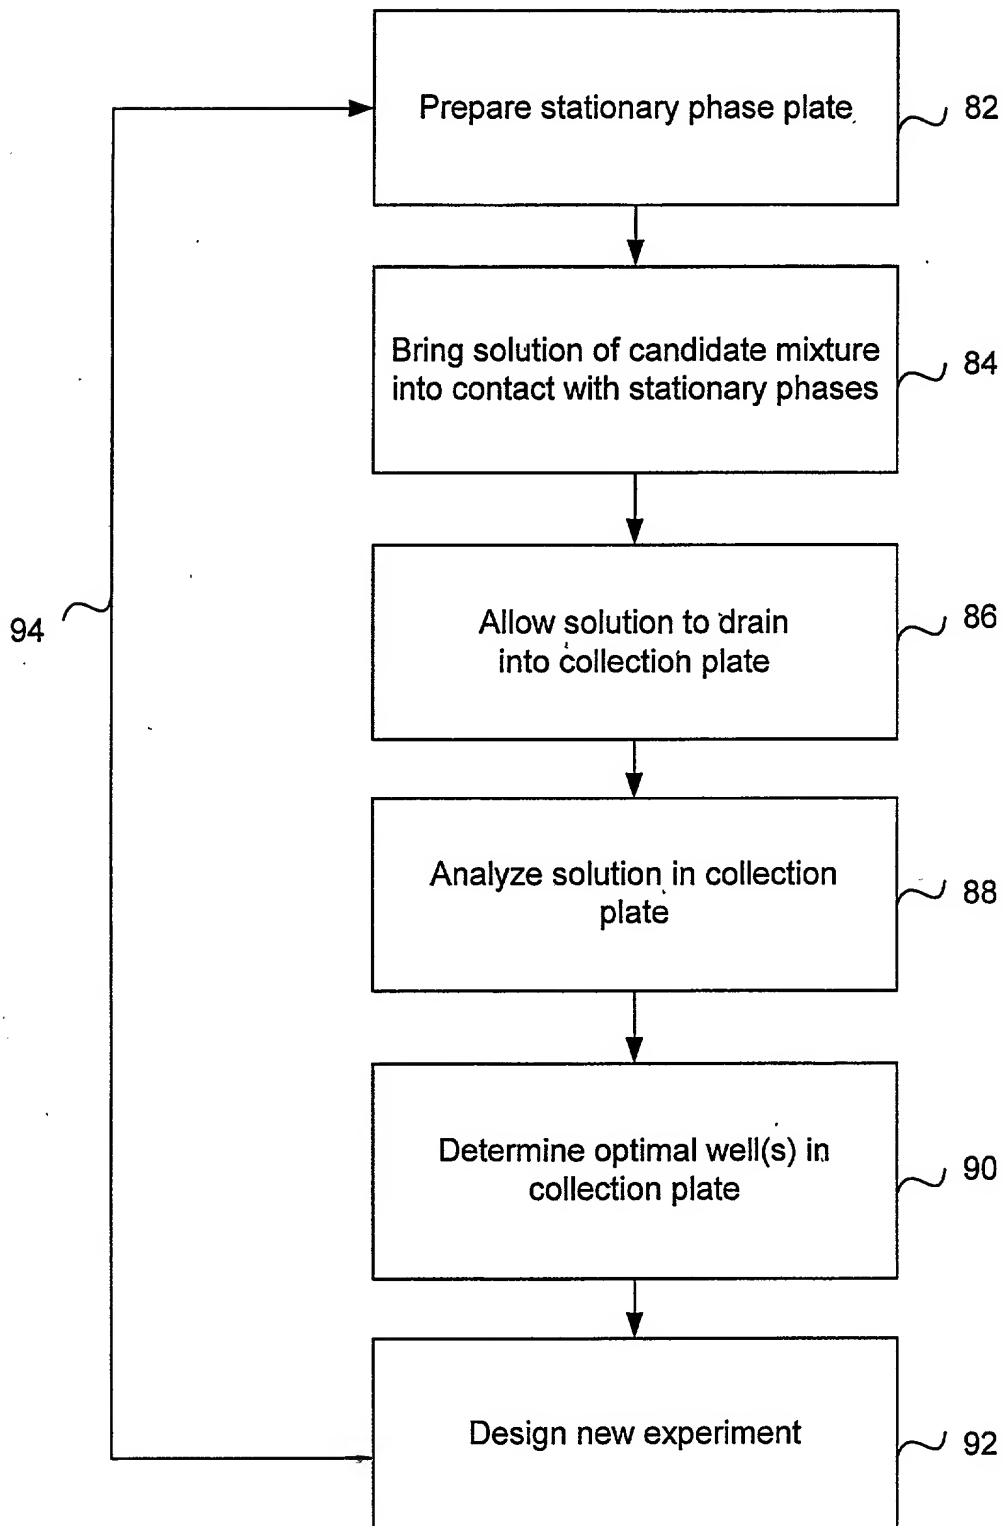 Prepare stationary phase plate
82
Bring solution of candidate mixture
into contact with stationary phases
84
Allow solution to drain
into collection plate
86
94
Analyze solution in collection
plate
88
Determine optimal well(s) in
collection plate
90
Design new experiment
92